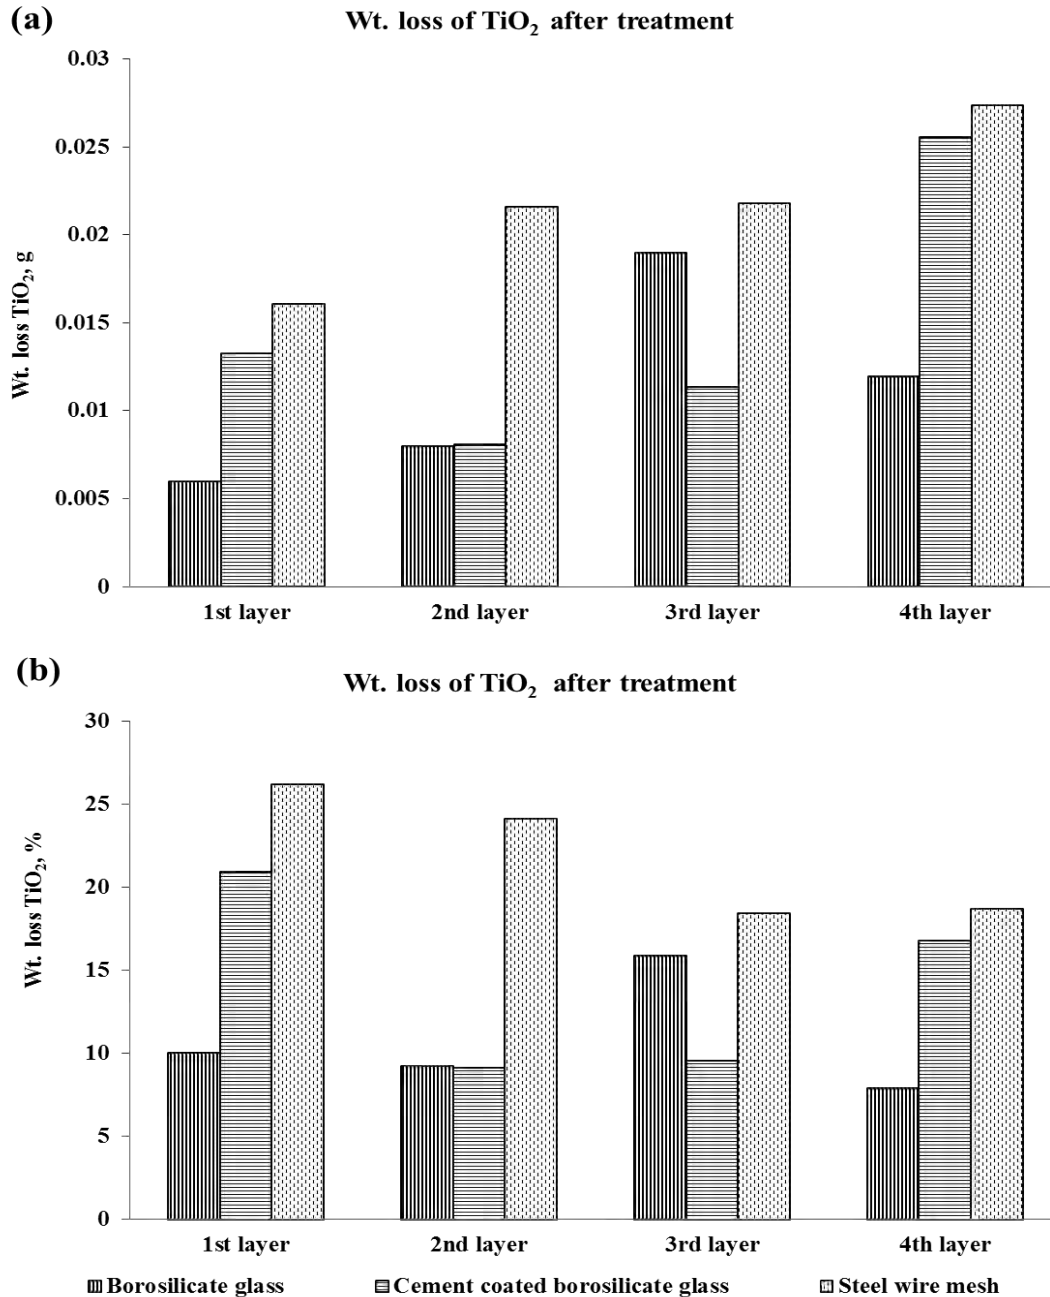 (a)
Wt. loss of TiO₂ after treatment
Wt. loss TiO₂, g
0.03
0.025
0.02
0.015
0.01
0.005
0
1st layer 2nd layer 3rd layer 4th layer
(b)
Wt. loss of TiO₂ after treatment
Wt. loss TiO₂, %
30
25
20
15
10
5
0
1st layer 2nd layer 3rd layer 4th layer
Borosilicate glass Cement coated borosilicate glass Steel wire mesh